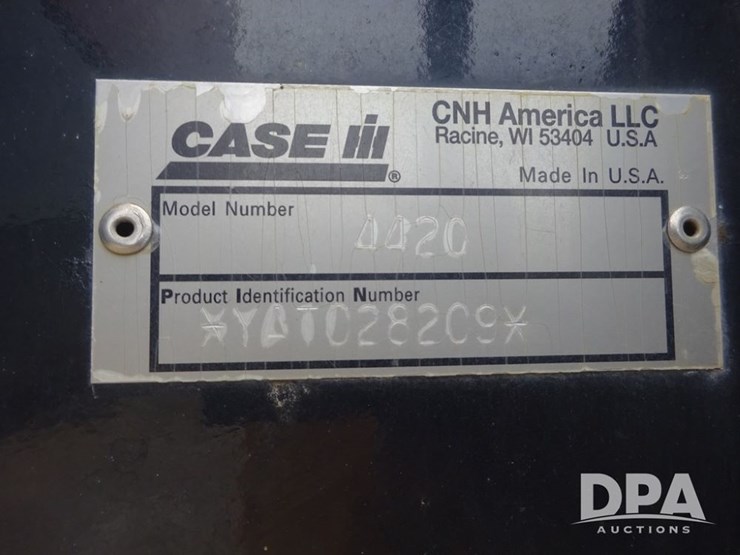 CASE IH®
CNH America LLC
Racine, WI 53404 U.S.A
Made In U.S.A.
Model Number
4420
Product Identification Number
*YAT028209*
DPA
AUCTIONS